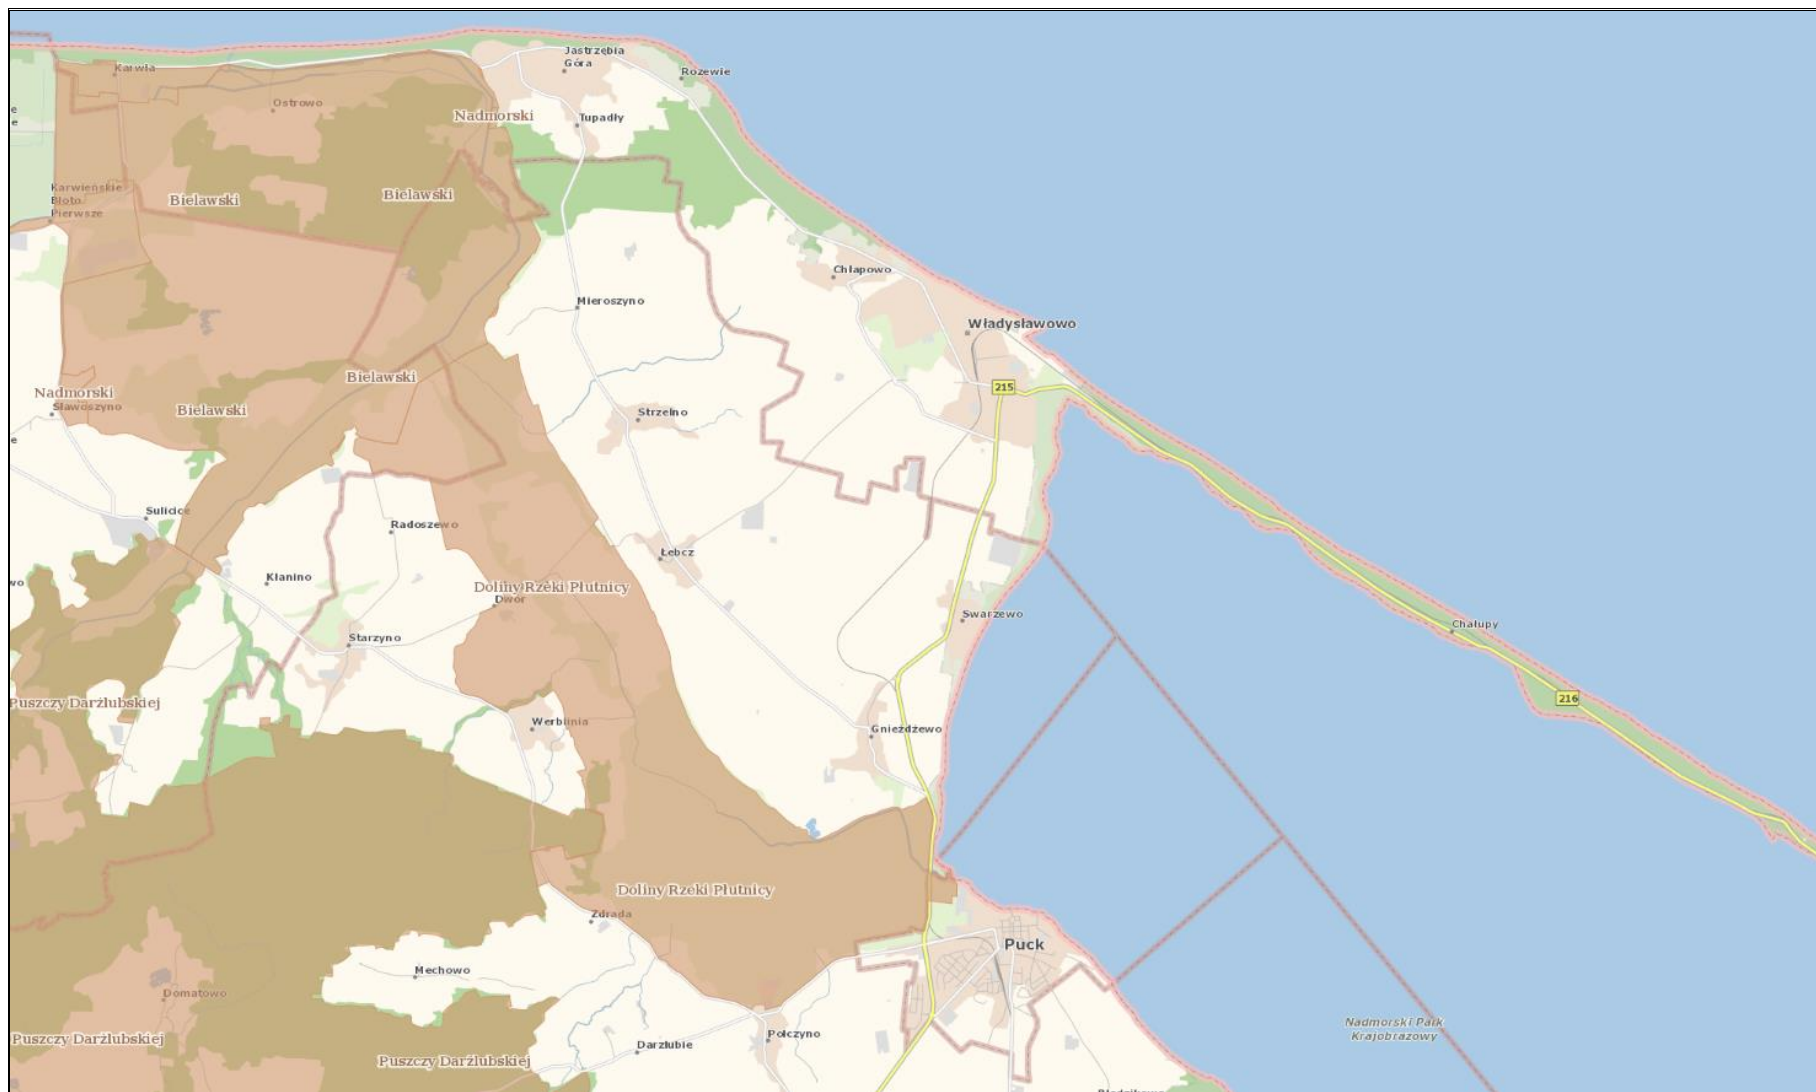 Jastrzębia
Góra
Rozewie
Karwia
Ostrowo
Nadmorski
Tupadły
Karwieńskie
Błoto
Pierwsze
Bielawski
Bielawski
Chłapowo
Mieroszyno
Władysławowo
Bielawski
215
Nadmorski
Sławoszyno
Bielawski
Strzelno
Sulicice
Radoszewo
Łebcz
Kłanino
Doliny Rzeki Płutnicy
Dwór
Swarzewo
Chałupy
Starzyno
216
Puszczy Darżlubskiej
Werblinia
Gnieżdżewo
Doliny Rzeki Płutnicy
Zdrada
Puck
Mechowo
Domatowo
Nadmorski Park
Krajobrazowy
Puszczy Darżlubskiej
Połczyno
Darzlubie
Puszczy Darżlubskiej